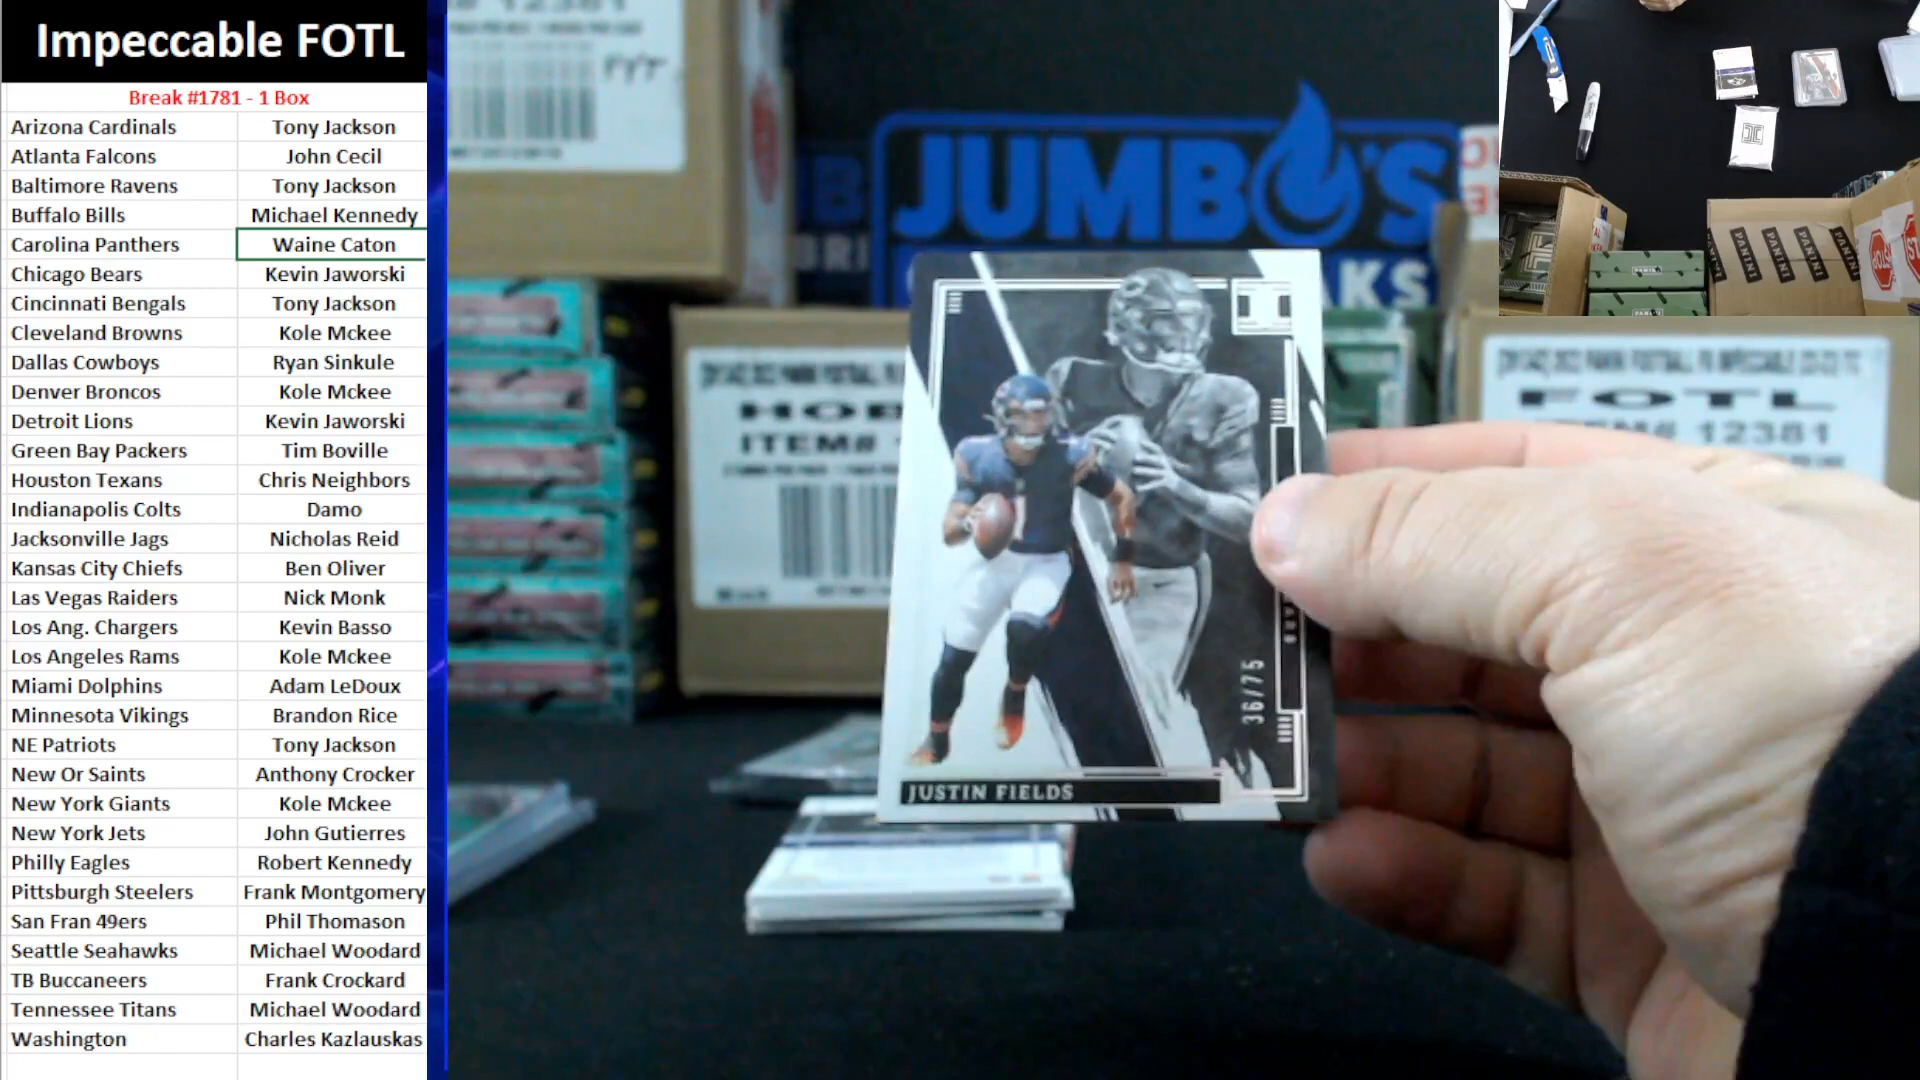 Impeccable FOTL
Break #1781 - 1 Box
Arizona Cardinals Tony Jackson
Atlanta Falcons John Cecil
Baltimore Ravens Tony Jackson
Buffalo Bills Michael Kennedy
Carolina Panthers Waine Caton
Chicago Bears Kevin Jaworski
Cincinnati Bengals Tony Jackson
Cleveland Browns Kole Mckee
Dallas Cowboys Ryan Sinkule
Denver Broncos Kole Mckee
Detroit Lions Kevin Jaworski
Green Bay Packers Tim Boville
Houston Texans Chris Neighbors
Indianapolis Colts Damo
Jacksonville Jags Nicholas Reid
Kansas City Chiefs Ben Oliver
Las Vegas Raiders Nick Monk
Los Ang. Chargers Kevin Basso
Los Angeles Rams Kole Mckee
Miami Dolphins Adam LeDoux
Minnesota Vikings Brandon Rice
NE Patriots Tony Jackson
New Or Saints Anthony Crocker
New York Giants Kole Mckee
New York Jets John Gutierres
Philly Eagles Robert Kennedy
Pittsburgh Steelers Frank Montgomery
San Fran 49ers Phil Thomason
Seattle Seahawks Michael Woodard
TB Buccaneers Frank Crockard
Tennessee Titans Michael Woodard
Washington Charles Kazlauskas
JUMBO'S
FOTL
ITEM# 12381
ITEM#
36/75
JUSTIN FIELDS
PANINI PANINI PANINI PANINI
STOP